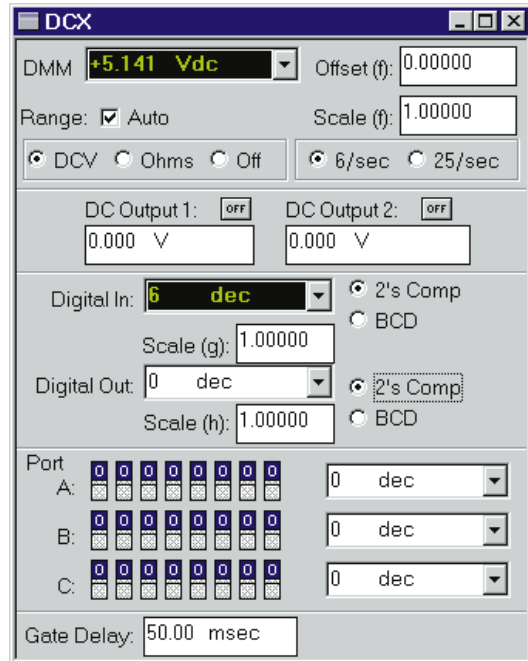 DCX
DMM +5.141 Vdc Offset (f): 0.00000
Range: Auto Scale (f): 1.00000
DCV Ohms Off 6/sec 25/sec
DC Output 1: OFF DC Output 2: OFF
0.000 V 0.000 V
Digital In: 6 dec 2's Comp
BCD
Scale (g): 1.00000
Digital Out: 0 dec 2's Comp
Scale (h): 1.00000 BCD
Port
A: 0 0 0 0 0 0 0 0 0 dec
B: 0 0 0 0 0 0 0 0 0 dec
C: 0 0 0 0 0 0 0 0 0 dec
Gate Delay: 50.00 msec